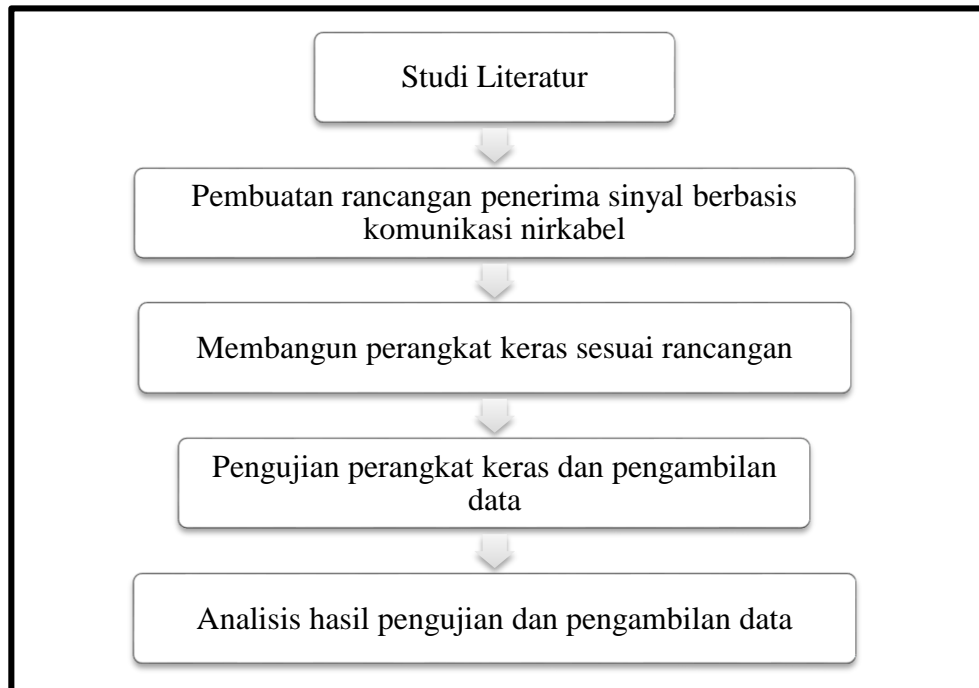 Studi Literatur
Pembuatan rancangan penerima sinyal berbasis
komunikasi nirkabel
Membangun perangkat keras sesuai rancangan
Pengujian perangkat keras dan pengambilan
data
Analisis hasil pengujian dan pengambilan data